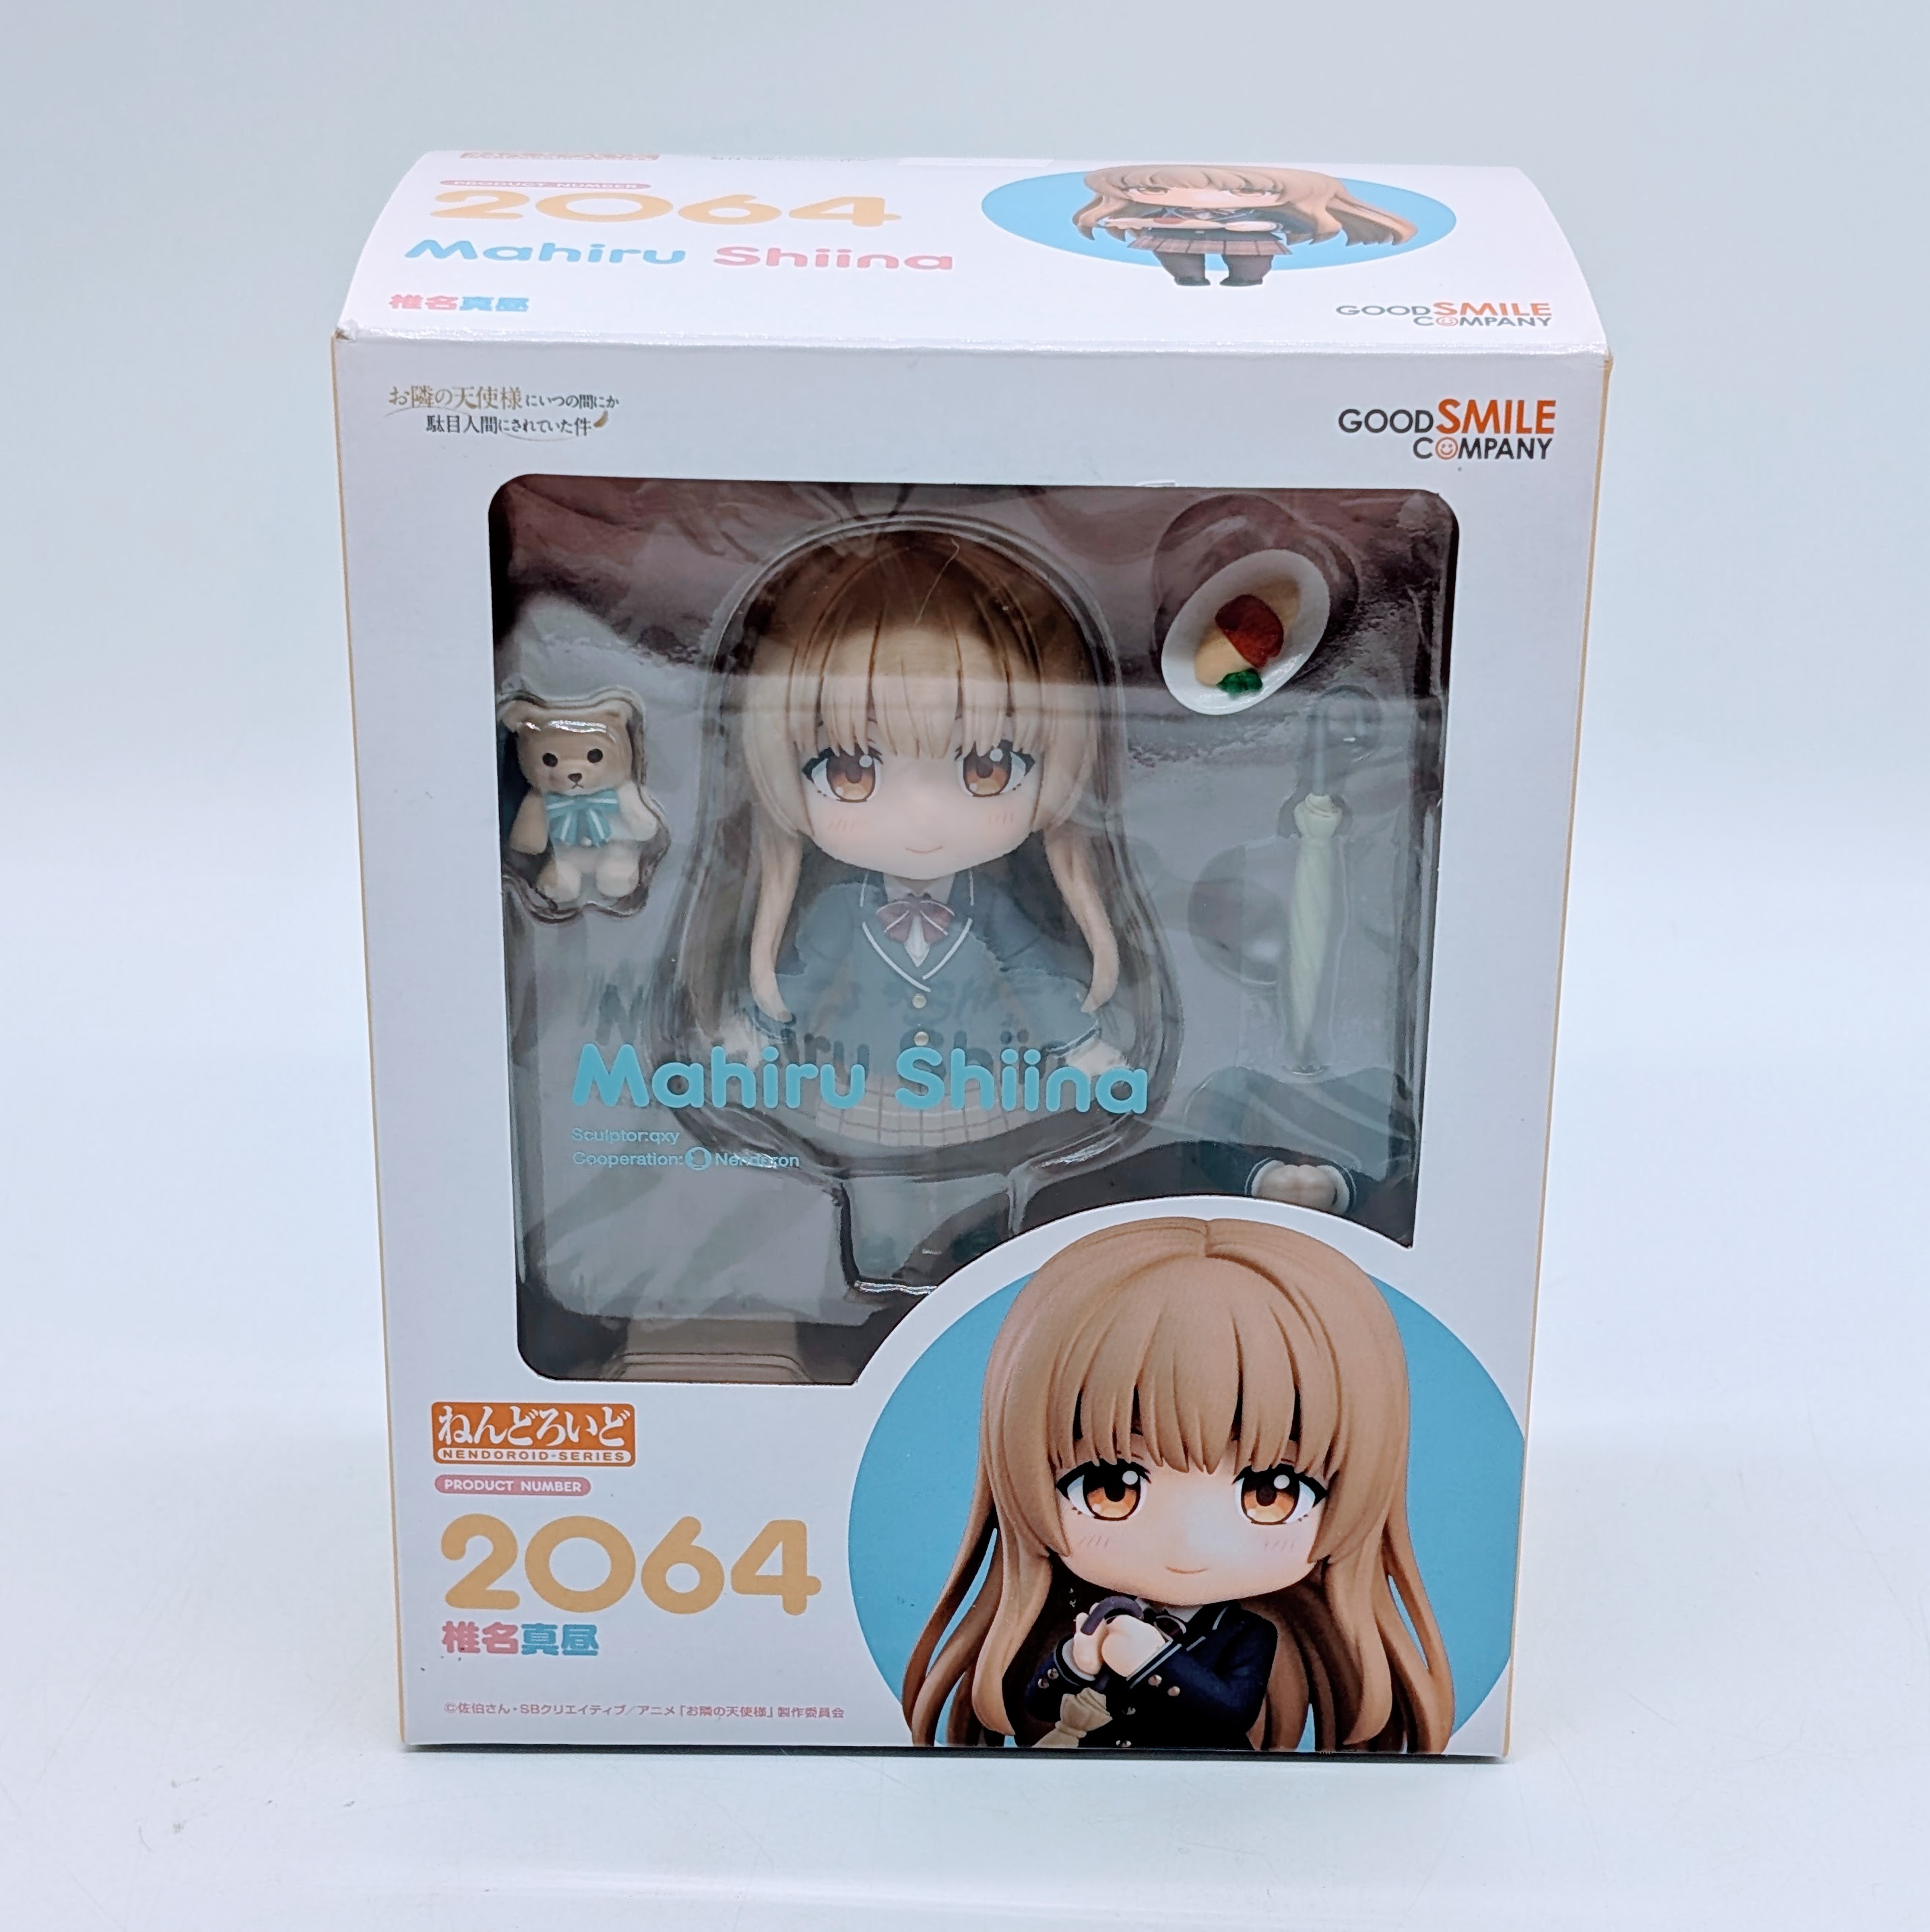 PRODUCT NUMBER
2064
Mahiru Shiina
椎名真昼
GOOD SMILE
COMPANY
お隣の天使様にいつの間にか
駄目人間にされていた件
GOOD SMILE
COMPANY
Mahiru Shiina
Sculptor:qxy
Cooperation: Nendoron
ねんどろいど
NENDOROID-SERIES
PRODUCT NUMBER
2064
椎名真昼
©佐伯さん・SBクリエイティブ/アニメ「お隣の天使様」製作委員会